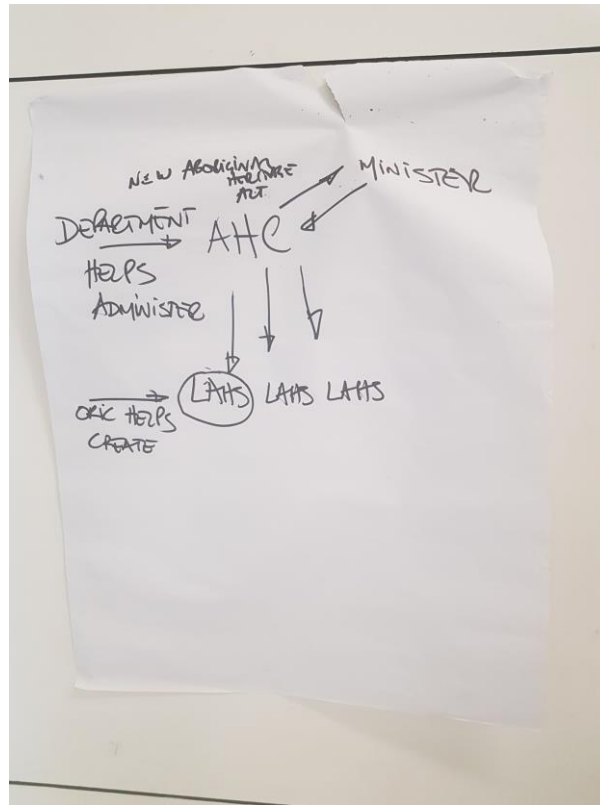 NEW ABORIGINAL
HERITAGE
ACT
MINISTER
DEPARTMENT
AHC
HELPS
ADMINISTER
LAHS LAHS LAHS
ORIC HELPS
CREATE